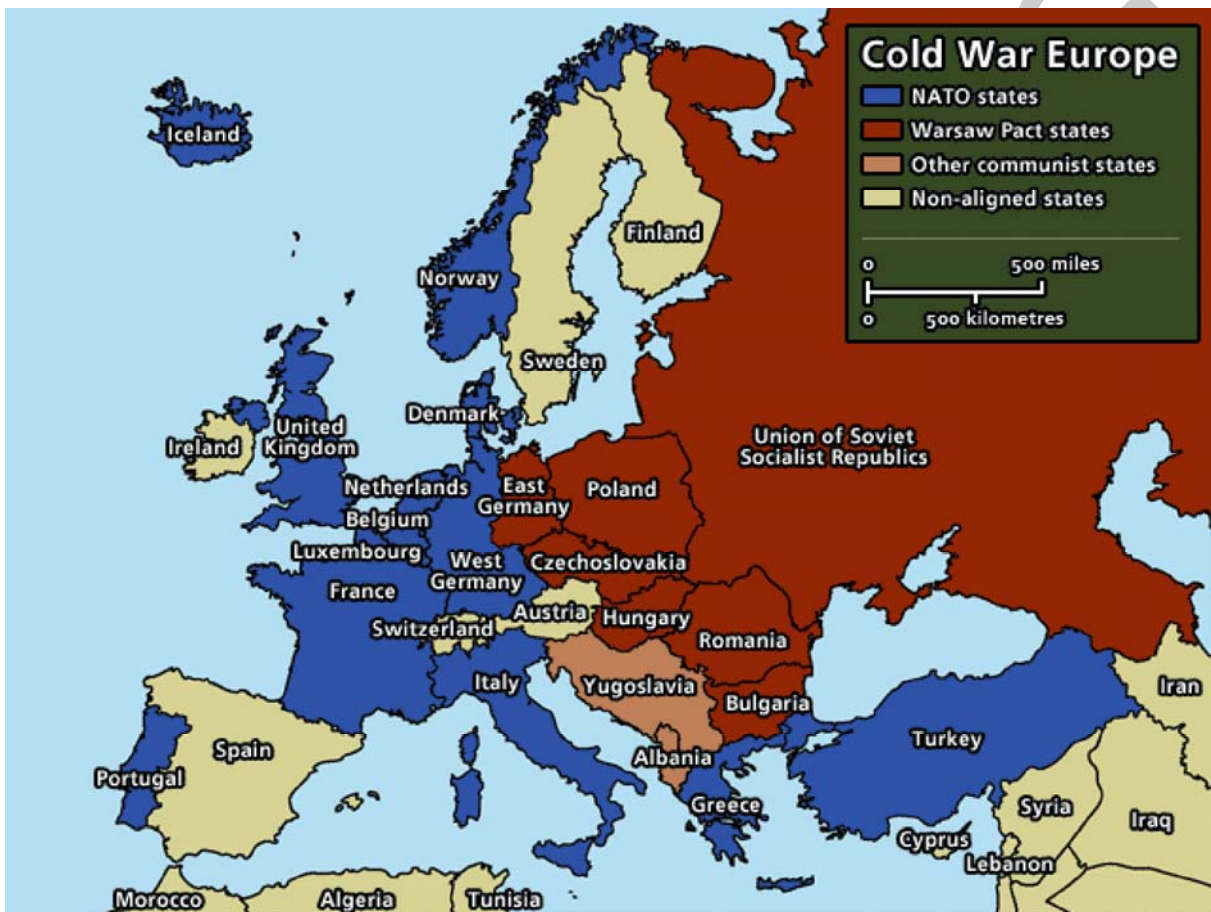 Cold War Europe
NATO states
Warsaw Pact states
Other communist states
Non-aligned states
0 500 miles
0 500 kilometres
Iceland
Finland
Norway
Sweden
Denmark
United
Kingdom
Ireland
Union of Soviet
Socialist Republics
Netherlands
East
Germany
Poland
Belgium
Luxembourg
West
Germany
Czechoslovakia
France
Austria
Hungary
Switzerland
Romania
Italy
Yugoslavia
Bulgaria
Iran
Spain
Portugal
Albania
Turkey
Greece
Syria
Iraq
Cyprus
Lebanon
Morocco
Algeria
Tunisia